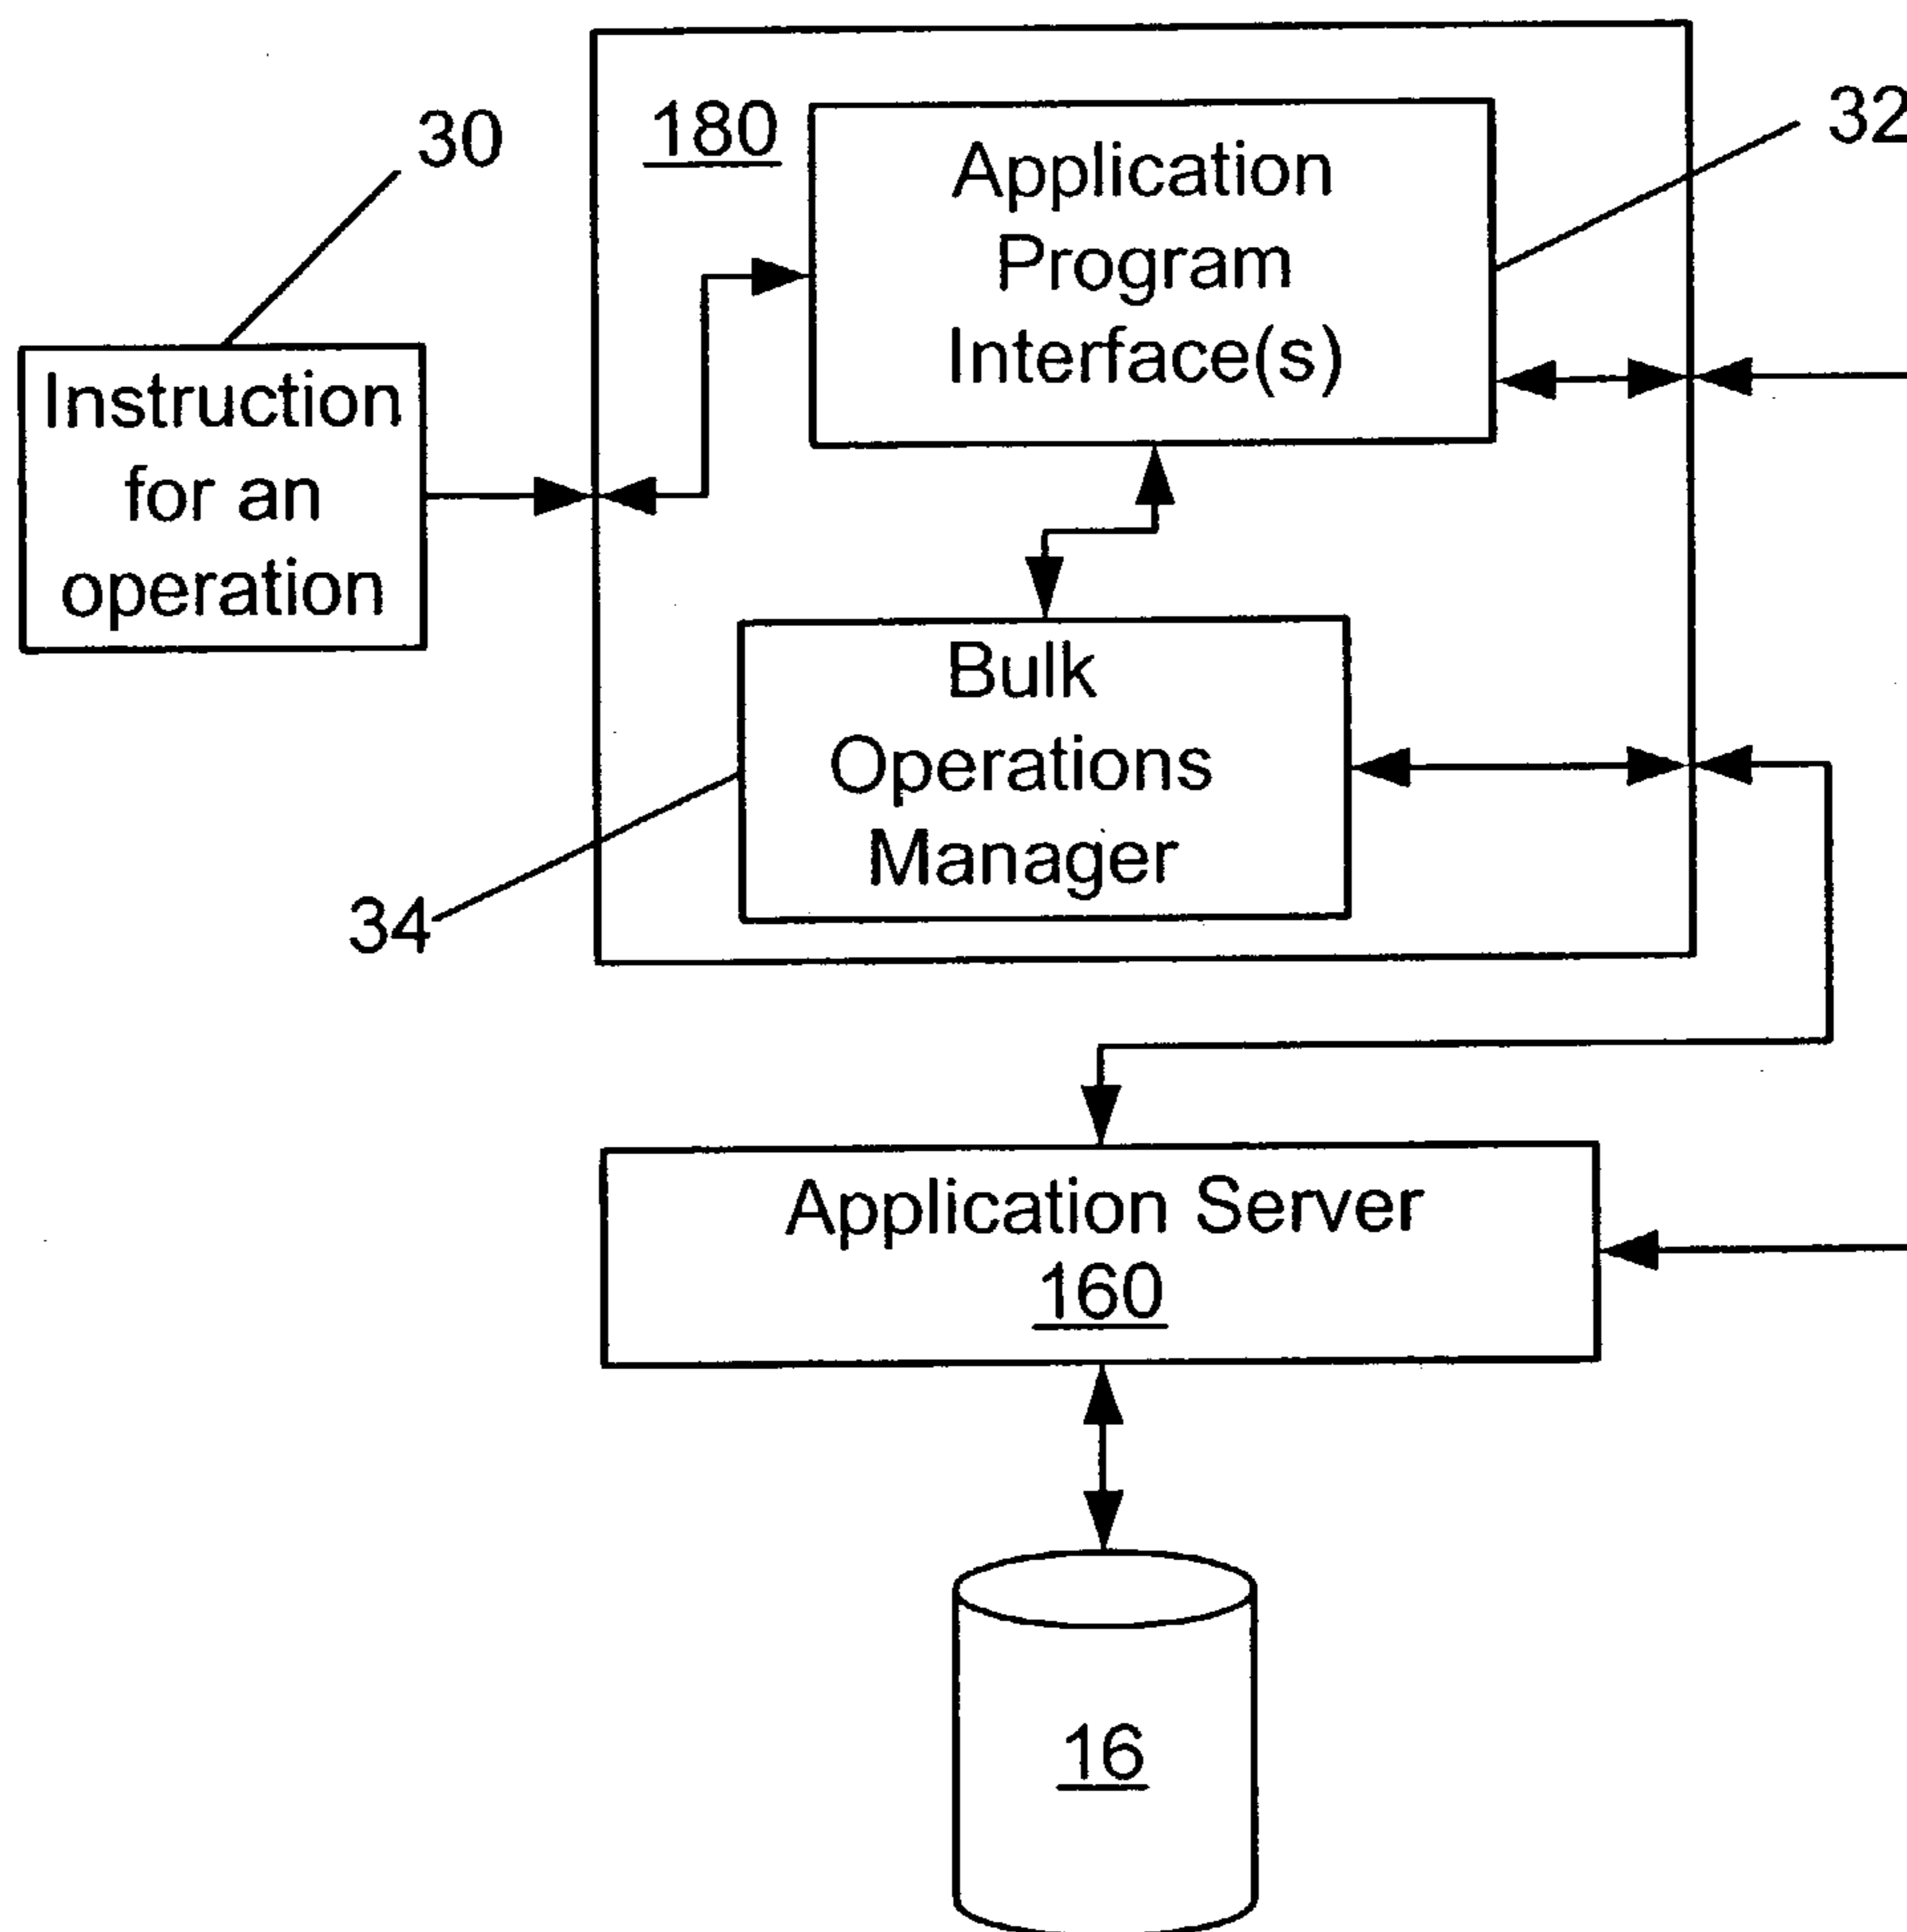 30
180
Application
Program
Interface(s)
32
Instruction
for an
operation
Bulk
Operations
Manager
34
Application Server
160
16